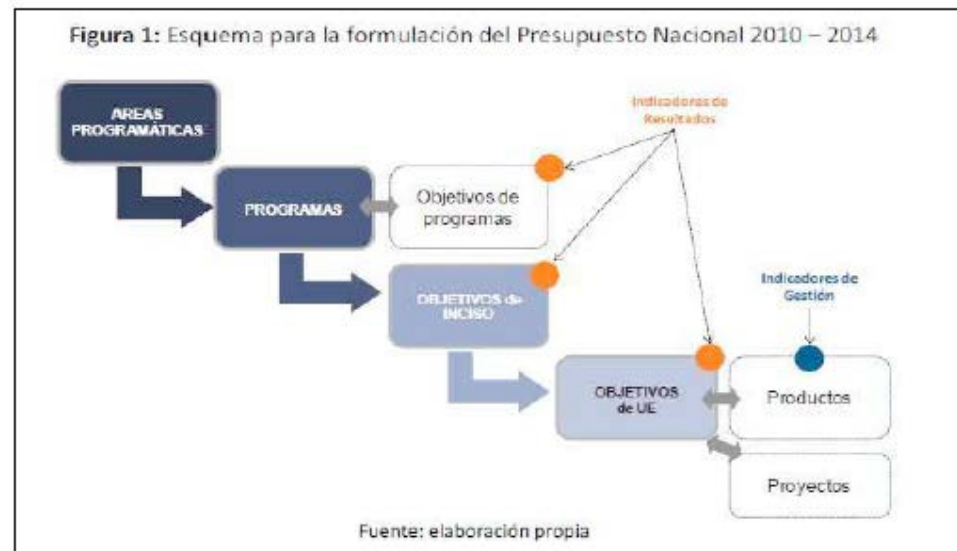 Figura 1: Esquema para la formulación del Presupuesto Nacional 2010 – 2014
AREAS
PROGRAMÁTICAS
Indicadores de
Resultados
PROGRAMAS
Objetivos de
programas
OBJETIVOS de
INCISO
Indicadores de
Gestión
OBJETIVOS
de UE
Productos
Proyectos
Fuente: elaboración propia